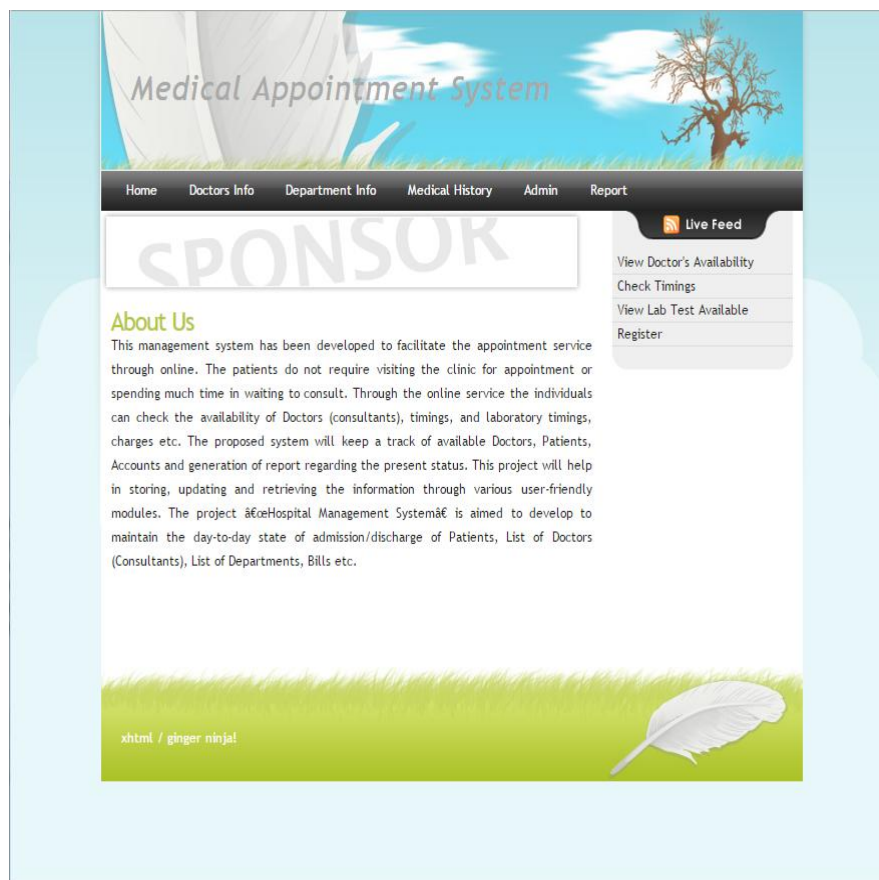 Medical Appointment System
Home Doctors Info Department Info Medical History Admin Report
SPONSOR
Live Feed
View Doctor's Availability
Check Timings
View Lab Test Available
Register
About Us
This management system has been developed to facilitate the appointment service
through online. The patients do not require visiting the clinic for appointment or
spending much time in waiting to consult. Through the online service the individuals
can check the availability of Doctors (consultants), timings, and laboratory timings,
charges etc. The proposed system will keep a track of available Doctors, Patients,
Accounts and generation of report regarding the present status. This project will help
in storing, updating and retrieving the information through various user-friendly
modules. The project â€œHospital Management Systemâ€ is aimed to develop to
maintain the day-to-day state of admission/discharge of Patients, List of Doctors
(Consultants), List of Departments, Bills etc.
xhtml / ginger ninja!